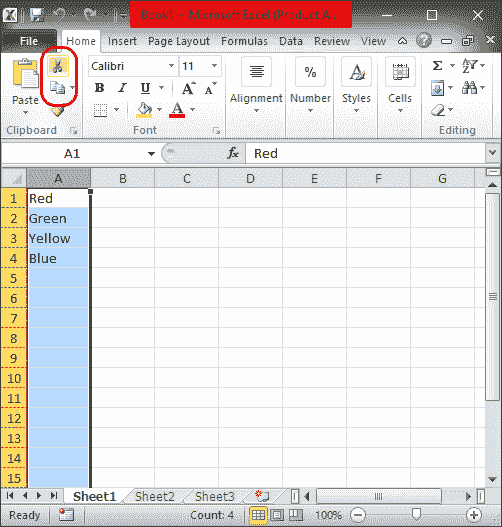 Book1 - Microsoft Excel (Product A...
File Home Insert Page Layout Formulas Data Review View
Calibri 11
Paste B I U A A Alignment Number Styles Cells
Clipboard Font Editing
A1 fx Red
A B C D E F G
1 Red
2 Green
3 Yellow
4 Blue
5
6
7
8
9
10
11
12
13
14
15
Sheet1 Sheet2 Sheet3
Ready Count: 4 100%